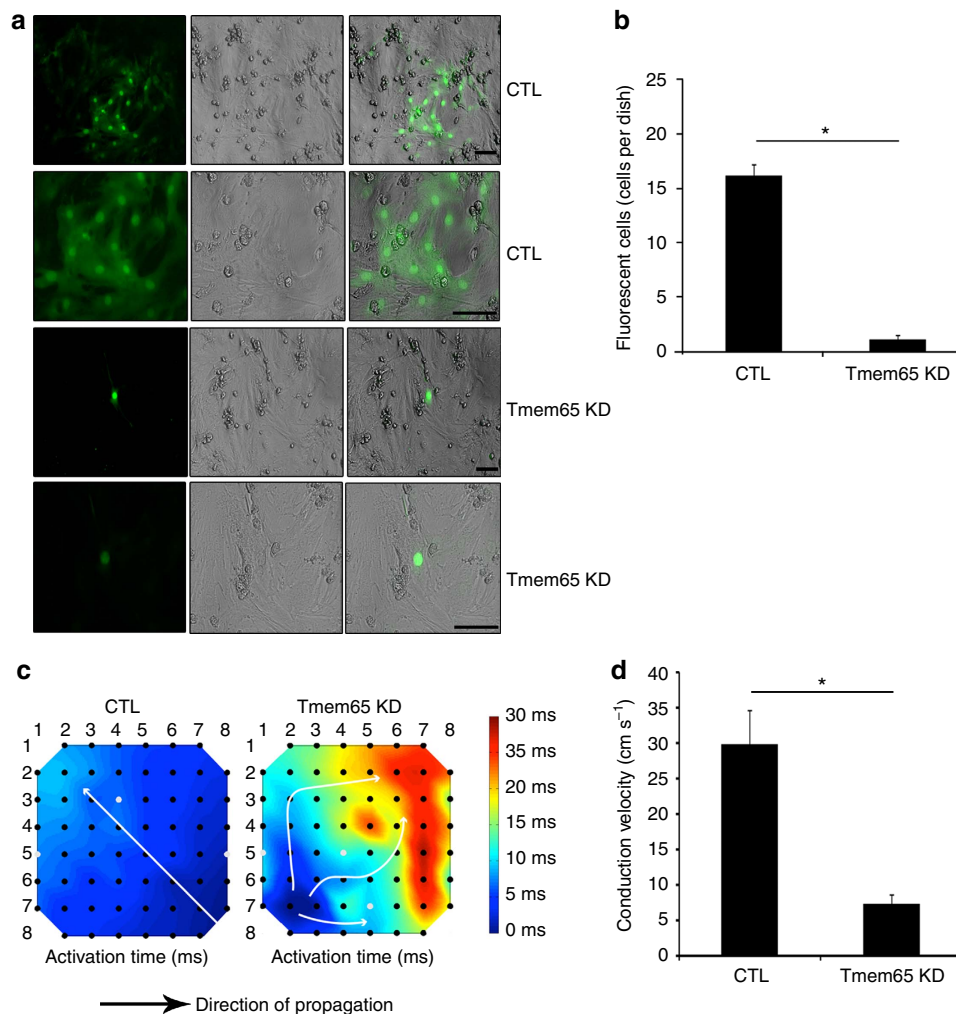 a
CTL
CTL
Tmem65 KD
Tmem65 KD
b
Fluorescent cells (cells per dish)
25
20
15
10
5
0
*
CTL Tmem65 KD
c
CTL
1 2 3 4 5 6 7 8
1
2
3
4
5
6
7
8
Activation time (ms)
Tmem65 KD
1 2 3 4 5 6 7 8
1
2
3
4
5
6
7
8
Activation time (ms)
30 ms
35 ms
20 ms
15 ms
10 ms
5 ms
0 ms
Direction of propagation
d
Conduction velocity (cm s⁻¹)
40
35
30
25
20
15
10
5
0
*
CTL Tmem65 KD